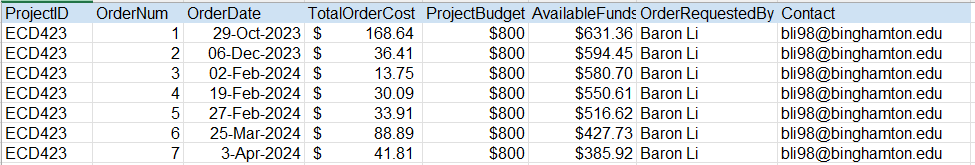 ProjectID OrderNum OrderDate TotalOrderCost ProjectBudget AvailableFunds OrderRequestedBy Contact
ECD423 1 29-Oct-2023 $ 168.64 $800 $631.36 Baron Li bli98@binghamton.edu
ECD423 2 06-Dec-2023 $ 36.41 $800 $594.45 Baron Li bli98@binghamton.edu
ECD423 3 02-Feb-2024 $ 13.75 $800 $580.70 Baron Li bli98@binghamton.edu
ECD423 4 19-Feb-2024 $ 30.09 $800 $550.61 Baron Li bli98@binghamton.edu
ECD423 5 27-Feb-2024 $ 33.91 $800 $516.62 Baron Li bli98@binghamton.edu
ECD423 6 25-Mar-2024 $ 88.89 $800 $427.73 Baron Li bli98@binghamton.edu
ECD423 7 3-Apr-2024 $ 41.81 $800 $385.92 Baron Li bli98@binghamton.edu